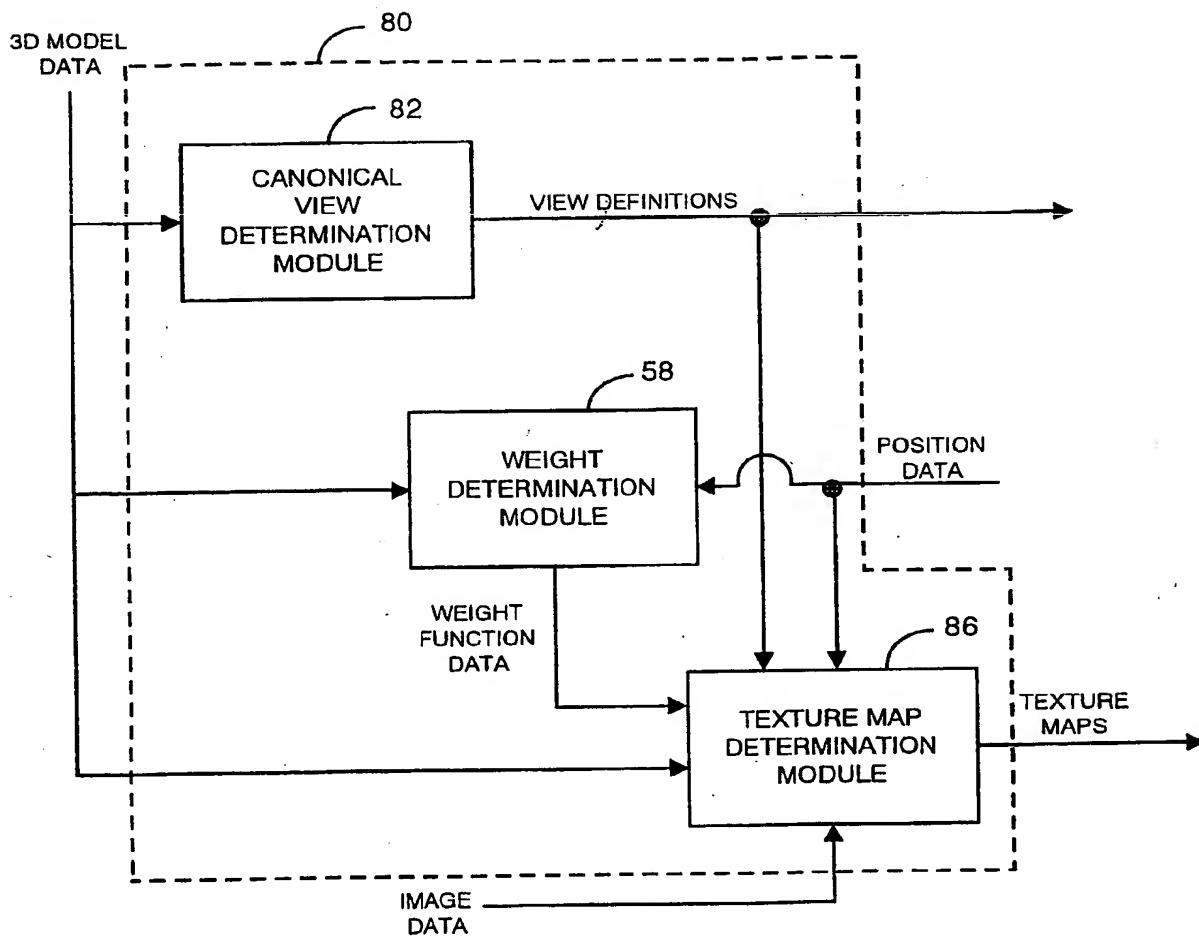 3D MODEL
DATA
80
82
CANONICAL
VIEW
DETERMINATION
MODULE
VIEW DEFINITIONS
58
WEIGHT
DETERMINATION
MODULE
POSITION
DATA
WEIGHT
FUNCTION
DATA
86
TEXTURE MAP
DETERMINATION
MODULE
TEXTURE
MAPS
IMAGE
DATA